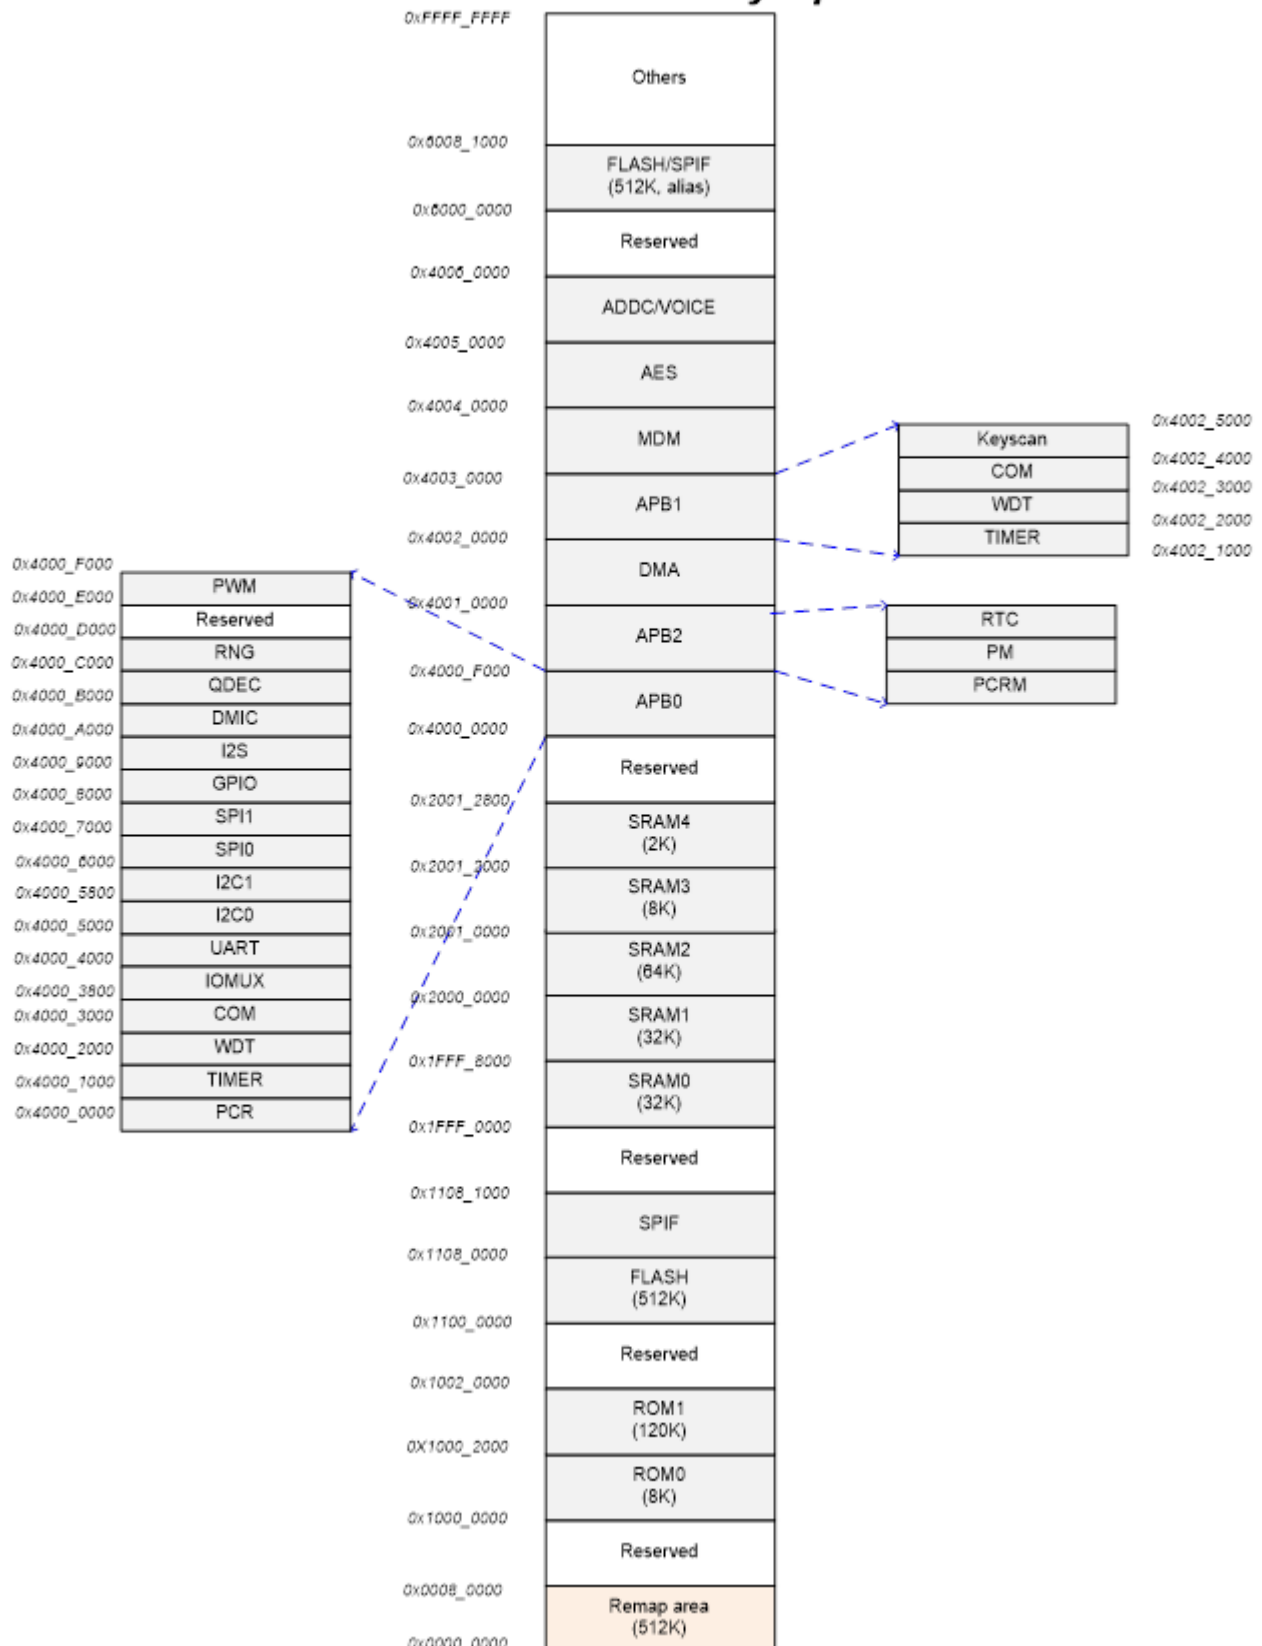 0xFFFF_FFFF
Others
0x6008_1000
FLASH/SPIF
(512K, alias)
0x6000_0000
Reserved
0x4006_0000
ADDC/VOICE
0x4005_0000
AES
0x4004_0000
MDM
0x4003_0000
APB1
0x4002_0000
DMA
0x4001_0000
APB2
0x4000_F000
APB0
0x4000_0000
Reserved
0x2001_2800
SRAM4
(2K)
0x2001_2000
SRAM3
(8K)
0x2001_0000
SRAM2
(64K)
0x2000_0000
SRAM1
(32K)
0x1FFF_8000
SRAM0
(32K)
0x1FFF_0000
Reserved
0x1108_1000
SPIF
0x1108_0000
FLASH
(512K)
0x1100_0000
Reserved
0x1002_0000
ROM1
(120K)
0X1000_2000
ROM0
(8K)
0x1000_0000
Reserved
0x0008_0000
Remap area
(512K)
0x0000_0000
0x4002_5000
Keyscan
0x4002_4000
COM
0x4002_3000
WDT
0x4002_2000
TIMER
0x4002_1000
RTC
PM
PCRM
0x4000_F000
PWM
0x4000_E000
Reserved
0x4000_D000
RNG
0x4000_C000
QDEC
0x4000_B000
DMIC
0x4000_A000
I2S
0x4000_9000
GPIO
0x4000_8000
SPI1
0x4000_7000
SPI0
0x4000_6000
I2C1
0x4000_5800
I2C0
0x4000_5000
UART
0x4000_4000
IOMUX
0x4000_3800
COM
0x4000_3000
WDT
0x4000_2000
TIMER
0x4000_1000
PCR
0x4000_0000